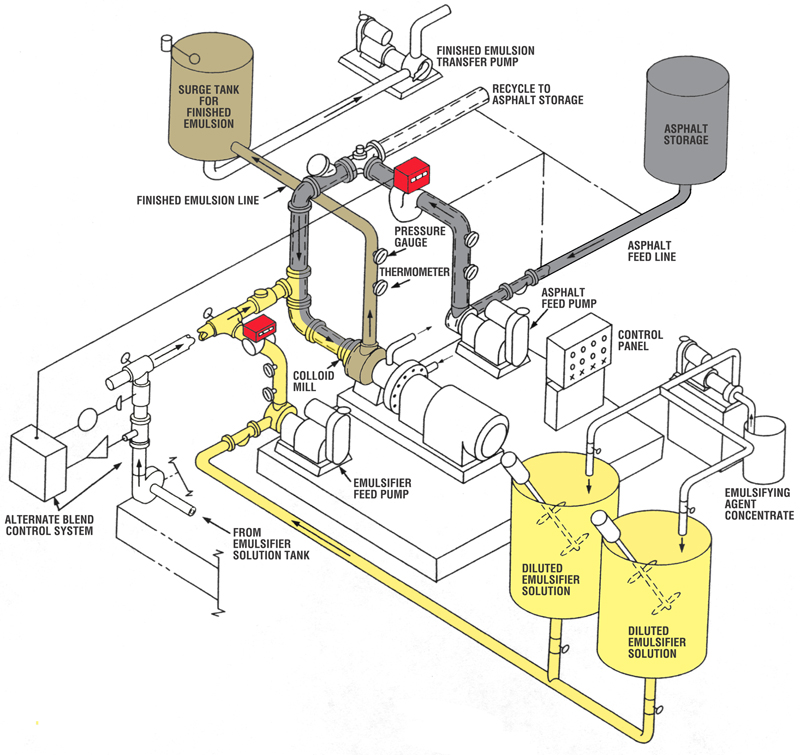 FINISHED EMULSION
TRANSFER PUMP
SURGE TANK
FOR
FINISHED
EMULSION
RECYCLE TO
ASPHALT STORAGE
ASPHALT
STORAGE
FINISHED EMULSION LINE
PRESSURE
GAUGE
ASPHALT
FEED LINE
THERMOMETER
ASPHALT
FEED PUMP
CONTROL
PANEL
COLLOID
MILL
EMULSIFIER
FEED PUMP
EMULSIFYING
AGENT
CONCENTRATE
ALTERNATE BLEND
CONTROL SYSTEM
FROM
EMULSIFIER
SOLUTION TANK
DILUTED
EMULSIFIER
SOLUTION
DILUTED
EMULSIFIER
SOLUTION